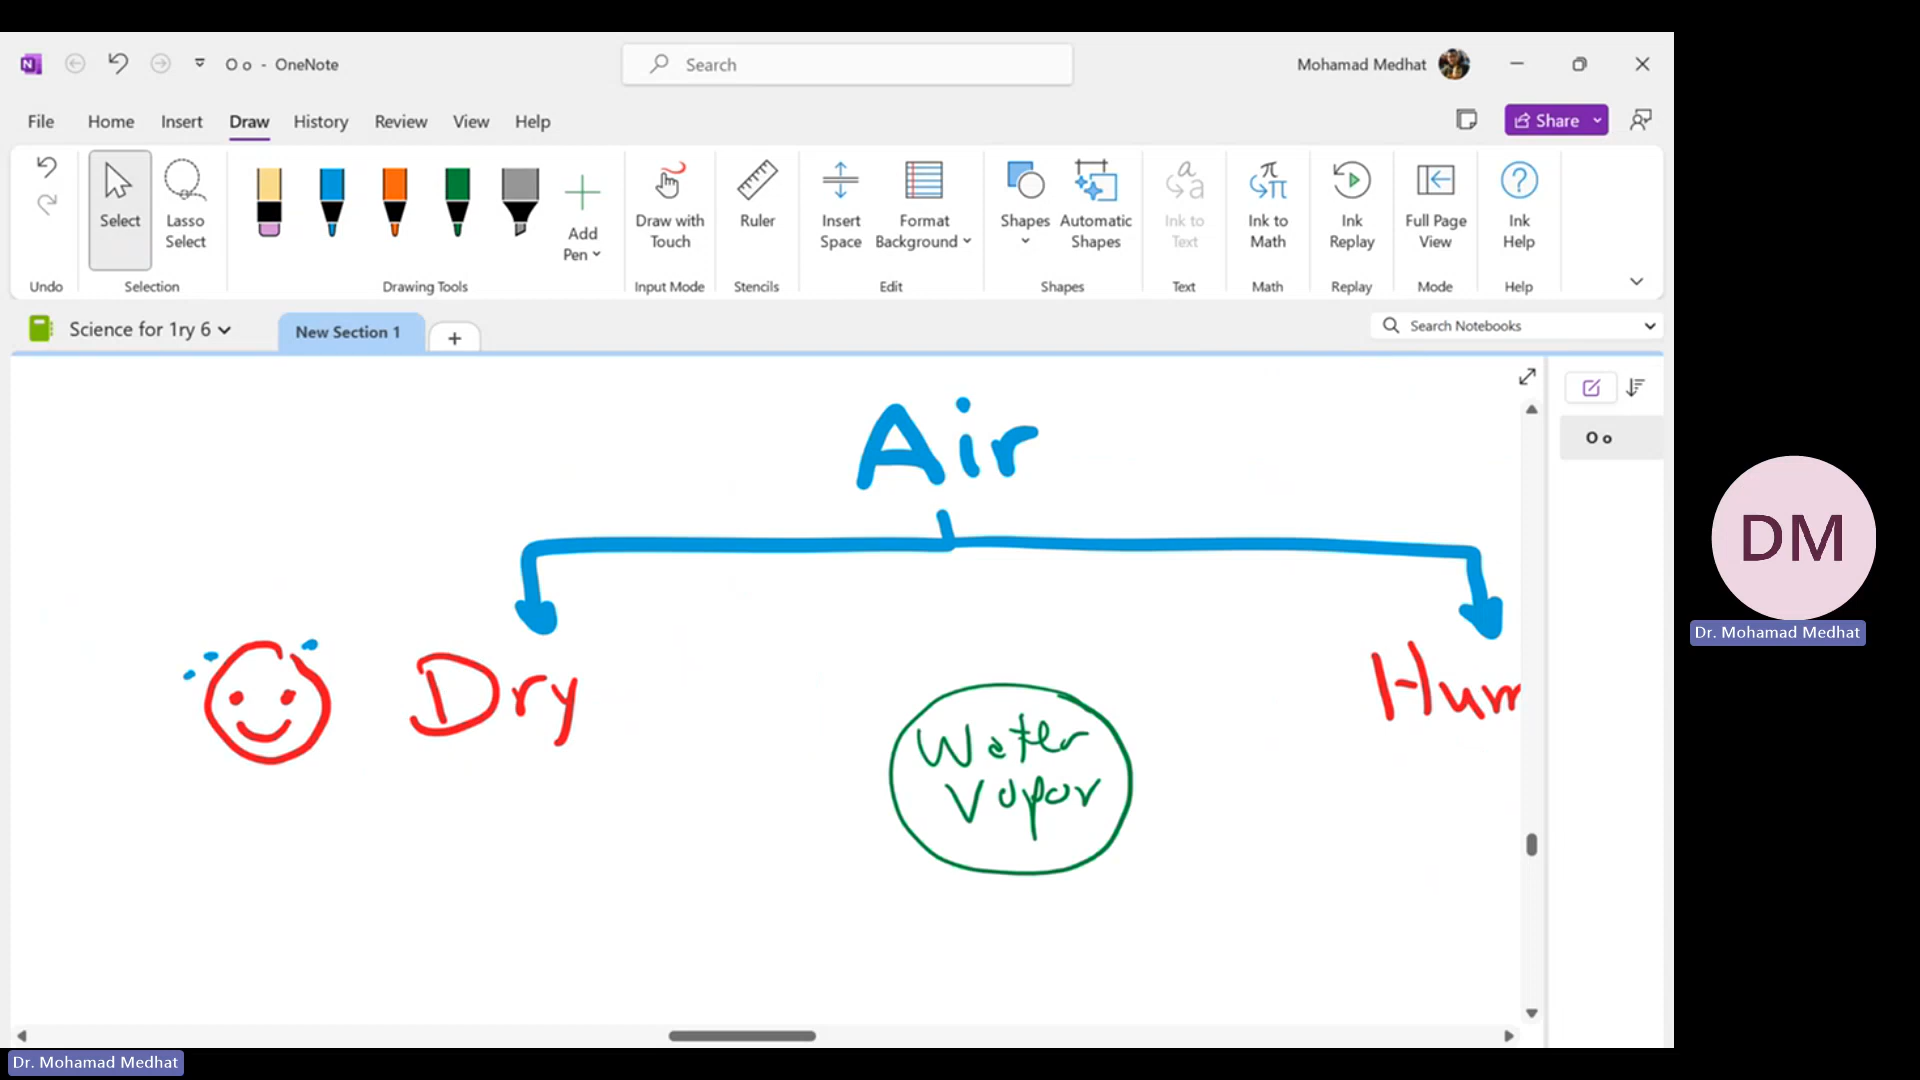 O o - OneNote
Search
Mohamad Medhat
File Home Insert Draw History Review View Help
Share
Select
Lasso Select
Add Pen
Draw with Touch
Ruler
Insert Space
Format Background
Shapes
Automatic Shapes
Ink to Text
Ink to Math
Ink Replay
Full Page View
Ink Help
Undo Selection Drawing Tools Input Mode Stencils Edit Shapes Text Math Replay Mode Help
Science for 1ry 6
New Section 1
Search Notebooks
O o
Air
Dry
Hum
Water
Vapor
DM
Dr. Mohamad Medhat
Dr. Mohamad Medhat